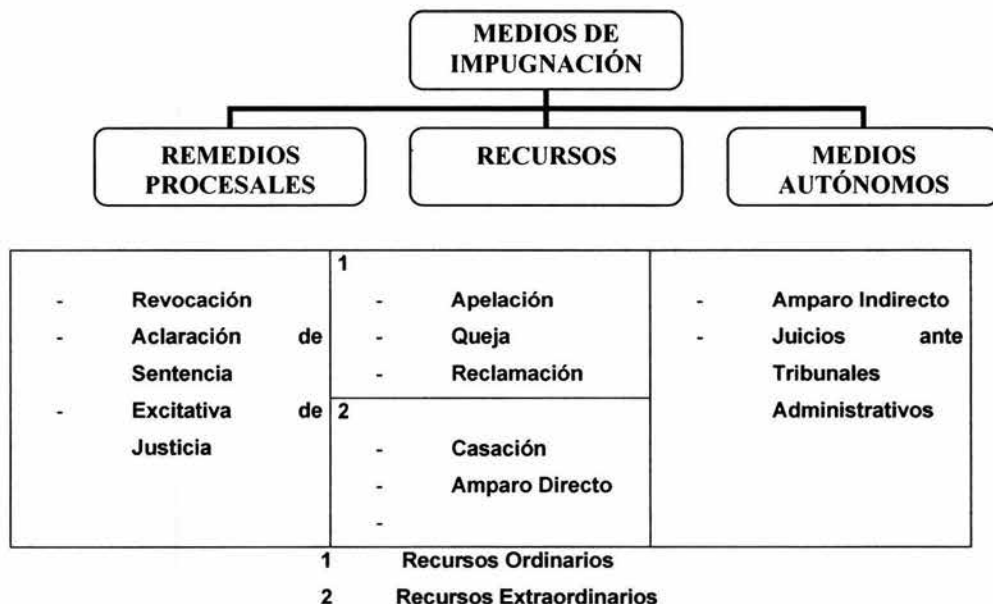 MEDIOS DE
IMPUGNACIÓN
REMEDIOS
PROCESALES
RECURSOS
MEDIOS
AUTÓNOMOS
- Revocación
- Aclaración de
Sentencia
- Excitativa de
Justicia
1
- Apelación
- Queja
- Reclamación
2
- Casación
- Amparo Directo
-
- Amparo Indirecto
- Juicios ante
Tribunales
Administrativos
1 Recursos Ordinarios
2 Recursos Extraordinarios